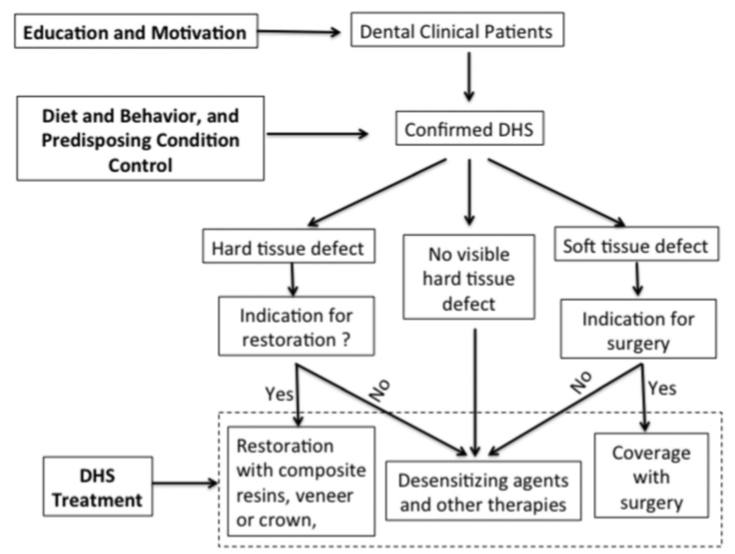 Education and Motivation
Dental Clinical Patients
Diet and Behavior, and
Predisposing Condition
Control
Confirmed DHS
Hard tissue defect
No visible
hard tissue
defect
Soft tissue defect
Indication for
restoration ?
Indication for
surgery
Yes
No
No
Yes
DHS
Treatment
Restoration
with composite
resins, veneer
or crown,
Desensitizing agents
and other therapies
Coverage
with
surgery